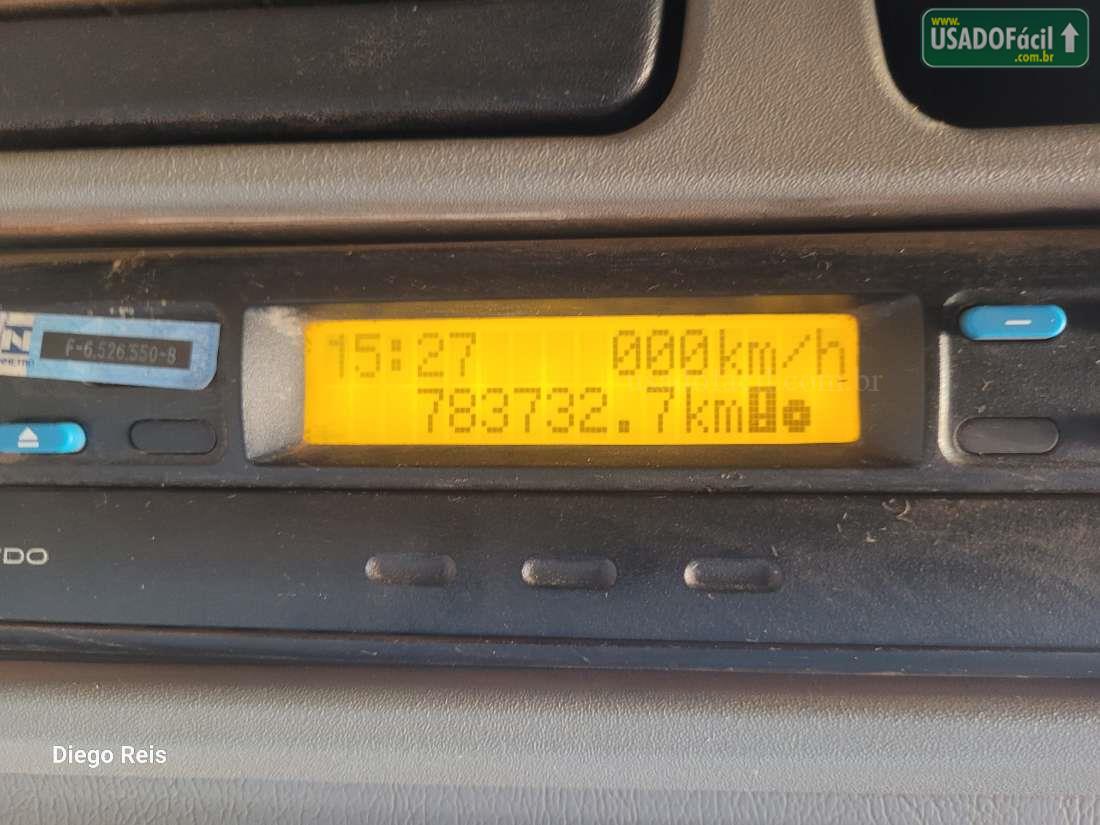 www.
USADOFácil
.com.br
F-6.526.550-8
15:27 000km/h
783732.7km
DO
Diego Reis